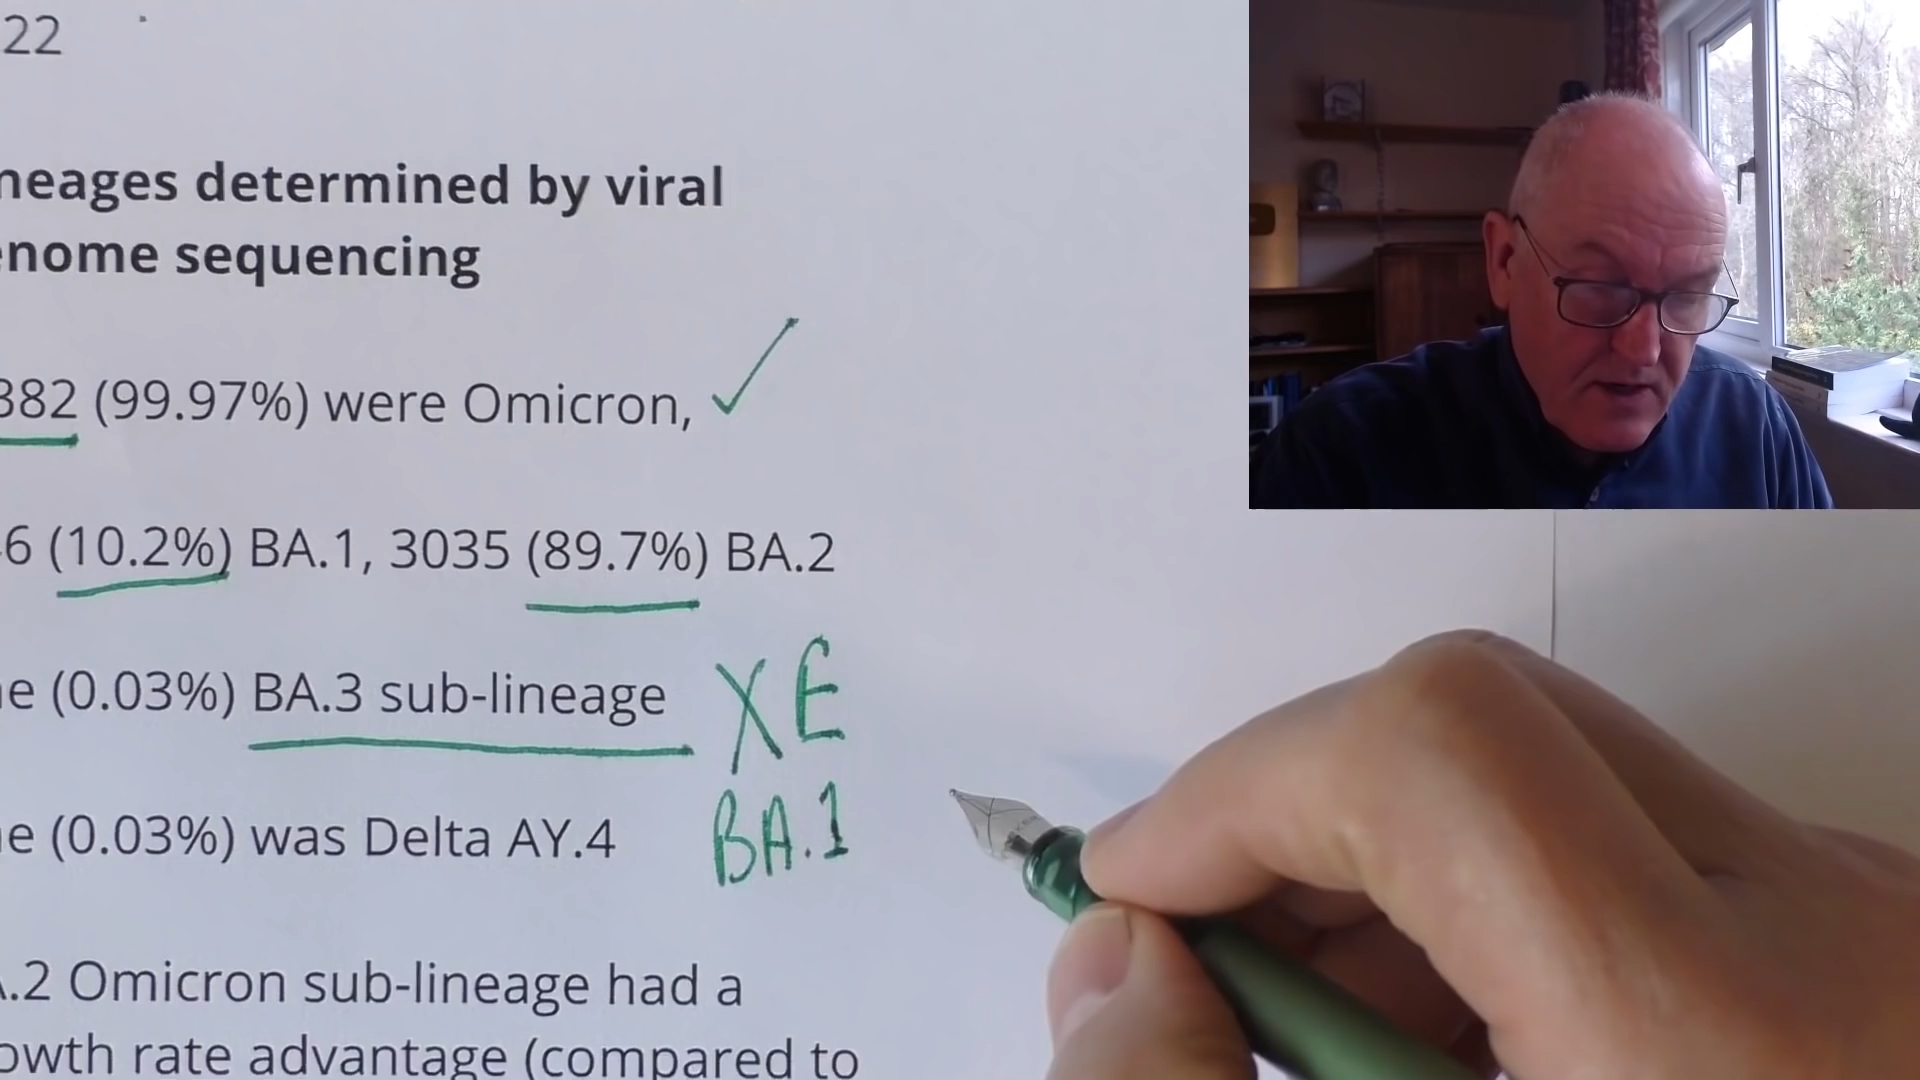 22
neages determined by viral
enome sequencing
382 (99.97%) were Omicron, ✓
6 (10.2%) BA.1, 3035 (89.7%) BA.2
e (0.03%) BA.3 sub-lineage XE
e (0.03%) was Delta AY.4 BA.1
.2 Omicron sub-lineage had a
owth rate advantage (compared to